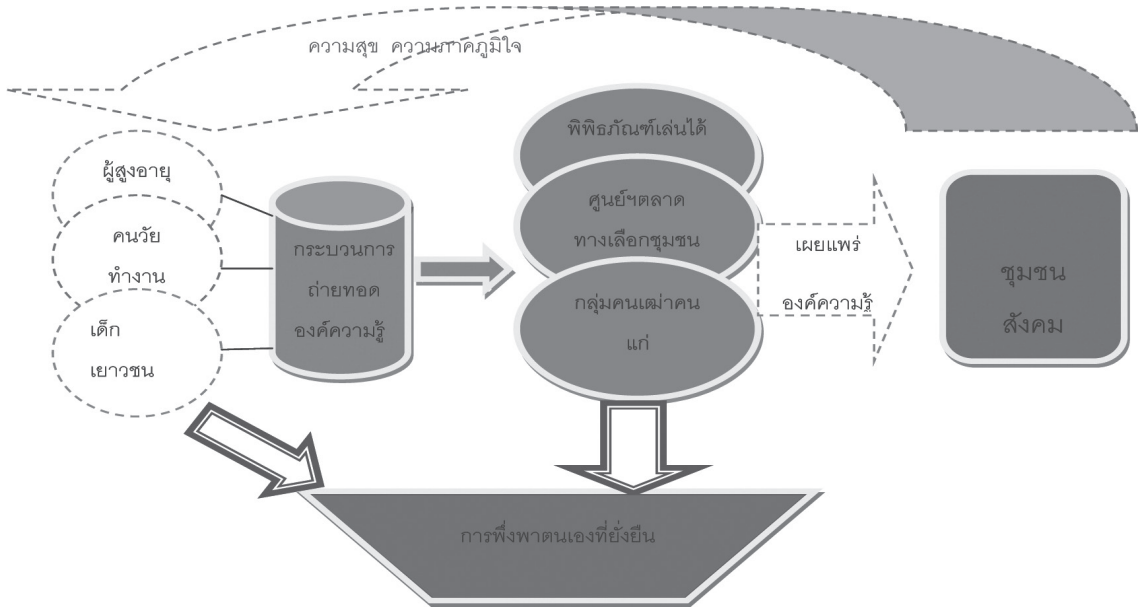 ความสุข ความภาคภูมิใจ
ผู้สูงอายุ
คนวัย
ทำงาน
เด็ก
เยาวชน
กระบวนการ
ถ่ายทอด
องค์ความรู้
พิพิธภัณฑ์เล่นได้
ศูนย์ฯตลาด
ทางเลือกชุมชน
กลุ่มคนเฒ่าคน
แก่
เผยแพร่
องค์ความรู้
ชุมชน
สังคม
การพึ่งพาตนเองที่ยั่งยืน